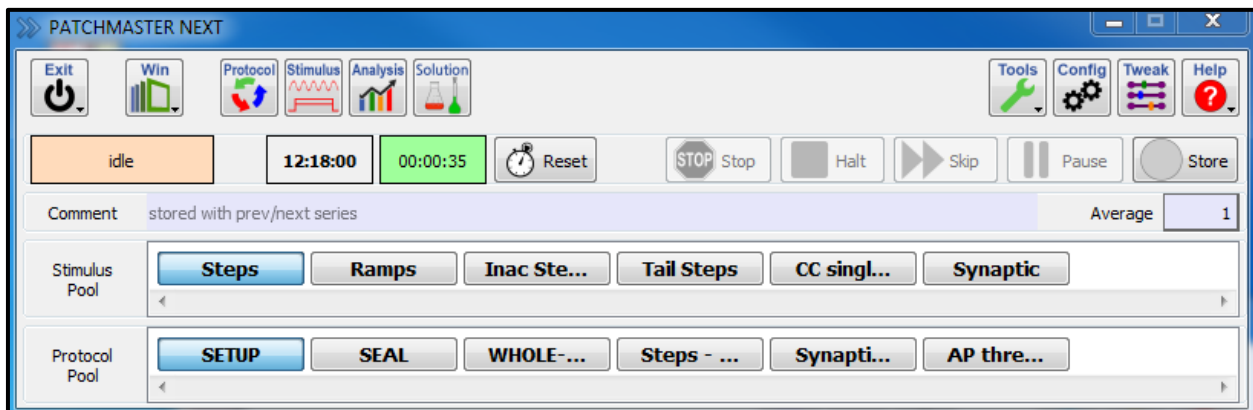 PATCHMASTER NEXT
Exit Win Protocol Stimulus Analysis Solution Tools Config Tweak Help
idle 12:18:00 00:00:35 Reset STOP Stop Halt Skip Pause Store
Comment stored with prev/next series Average 1
Stimulus Pool Steps Ramps Inac Ste... Tail Steps CC singl... Synaptic
Protocol Pool SETUP SEAL WHOLE-... Steps - ... Synapti... AP thre...